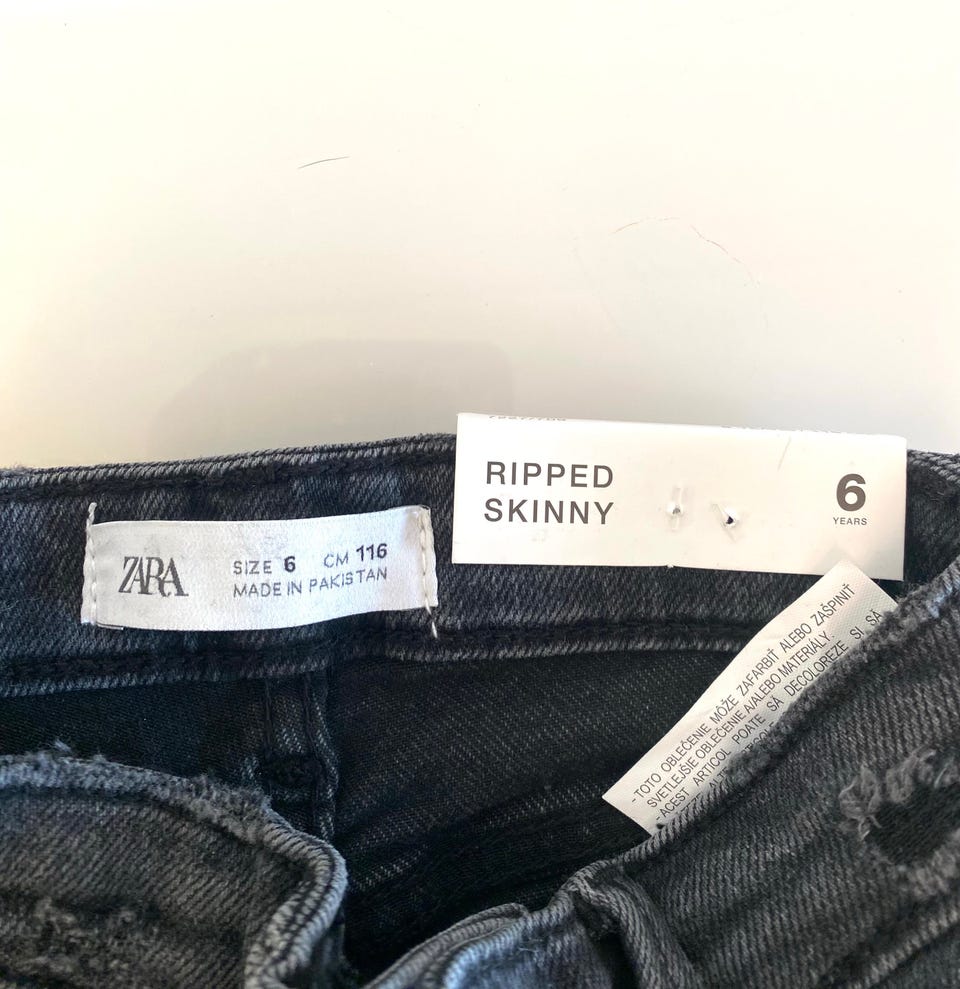 RIPPED
SKINNY
6
YEARS
ZARA
SIZE 6 CM 116
MADE IN PAKISTAN
- TOTO OBLEČENIE MÔŽE ZAFARBIŤ ALEBO ZAŠPINIŤ
SVETLEJŠIE OBLEČENIE A/ALEBO MATERIÁLY.
- ACEST ARTICOL POATE SĂ DECOLOREZE SI SĂ